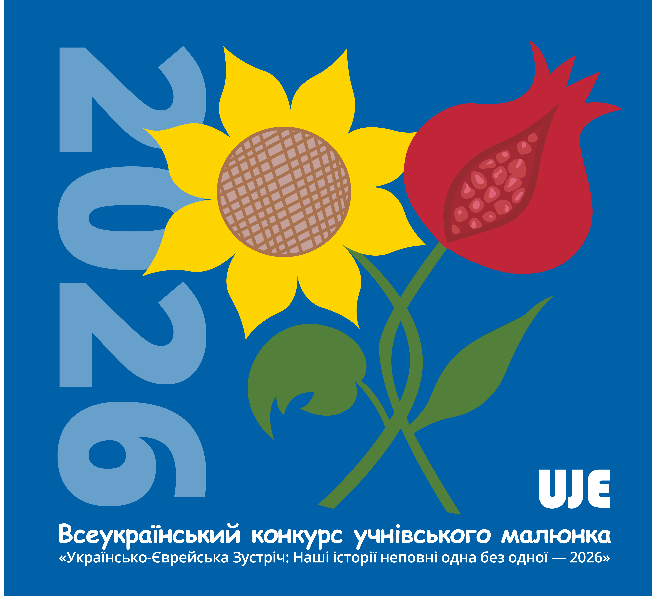 2026
UJE
Всеукраїнський конкурс учнівського малюнка
«Українсько-Єврейська Зустріч: Наші історії неповні одна без одної — 2026»